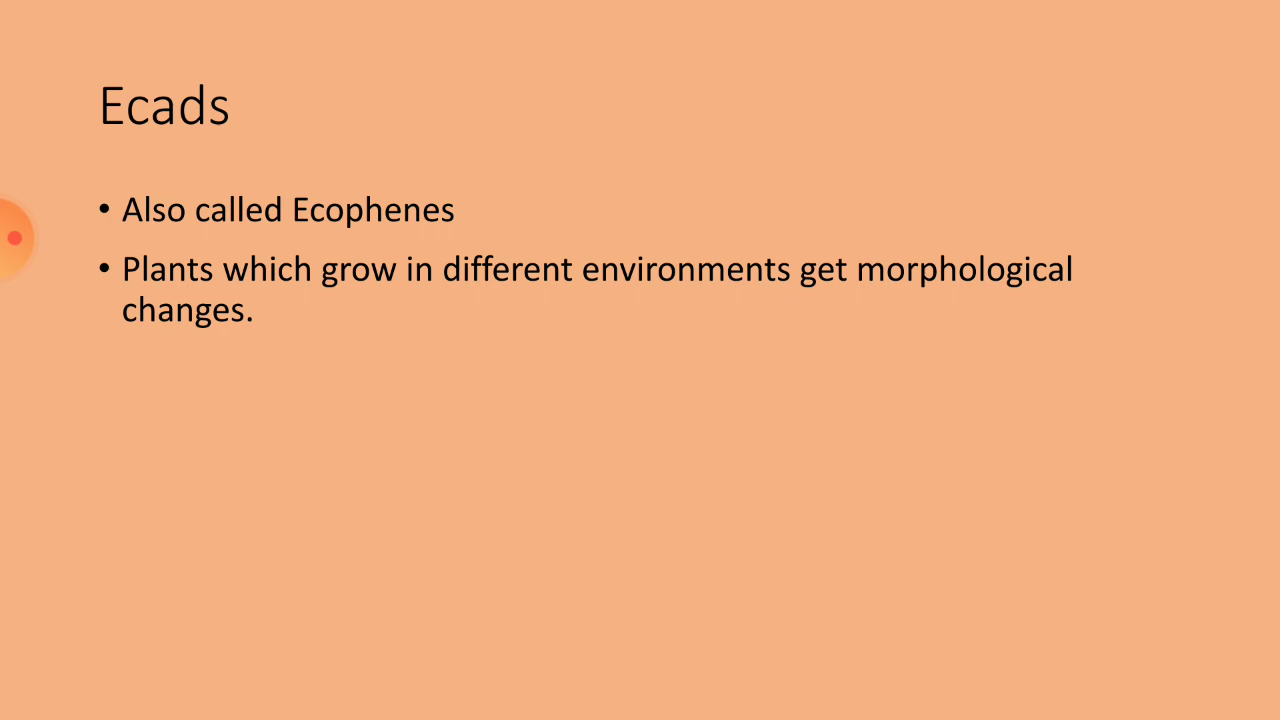 Ecads
• Also called Ecophenes
• Plants which grow in different environments get morphological
changes.